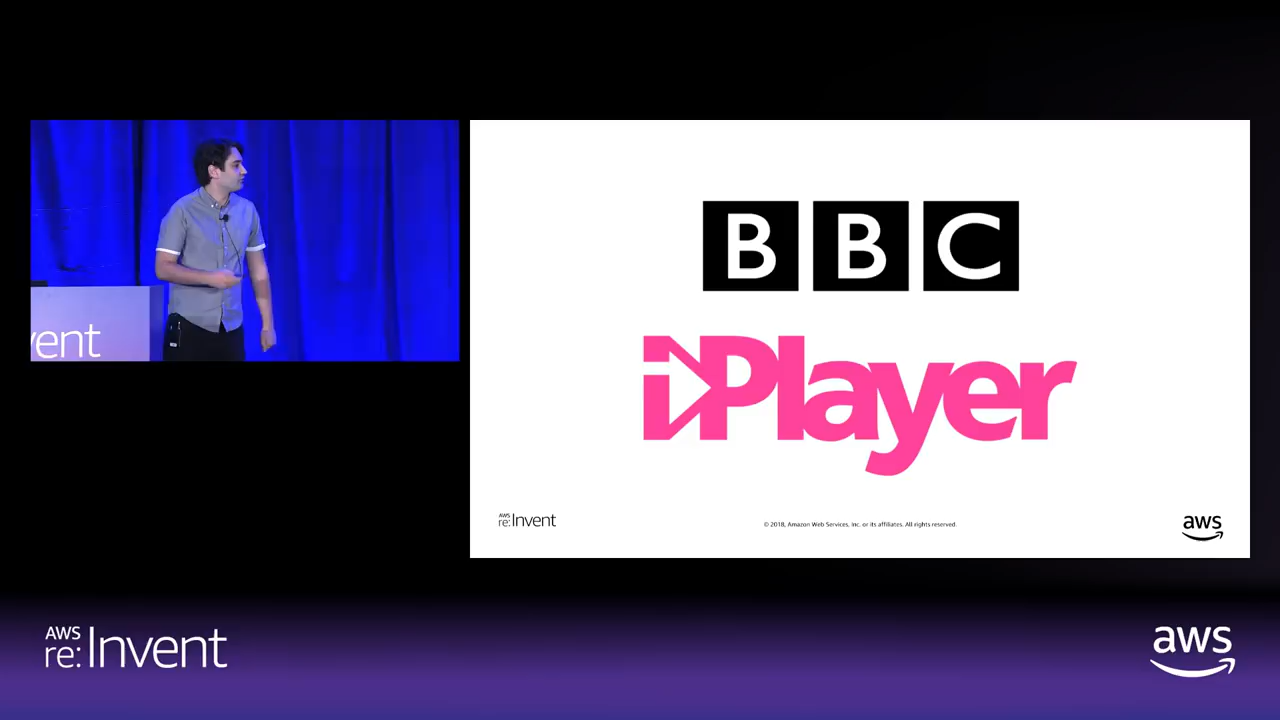 vent
BBC
iPlayer
AWS
re:Invent
© 2018, Amazon Web Services, Inc. or its affiliates. All rights reserved.
aws
AWS
re:Invent
aws